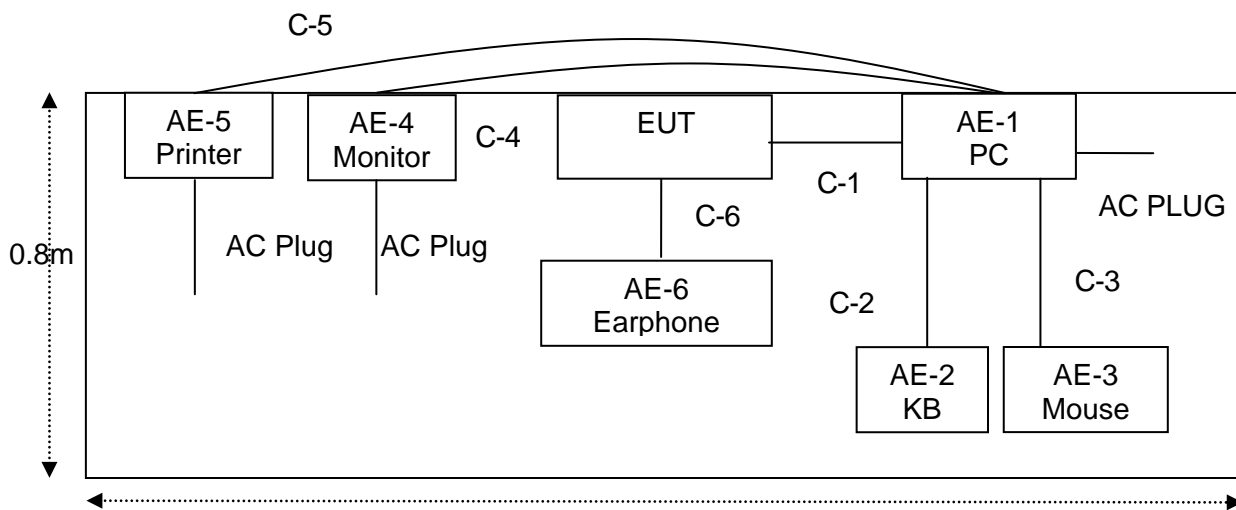 C-5
AE-5
Printer
AE-4
Monitor
C-4
EUT
AE-1
PC
C-1
AC PLUG
C-6
AC Plug
AC Plug
0.8m
AE-6
Earphone
C-2
C-3
AE-2
KB
AE-3
Mouse